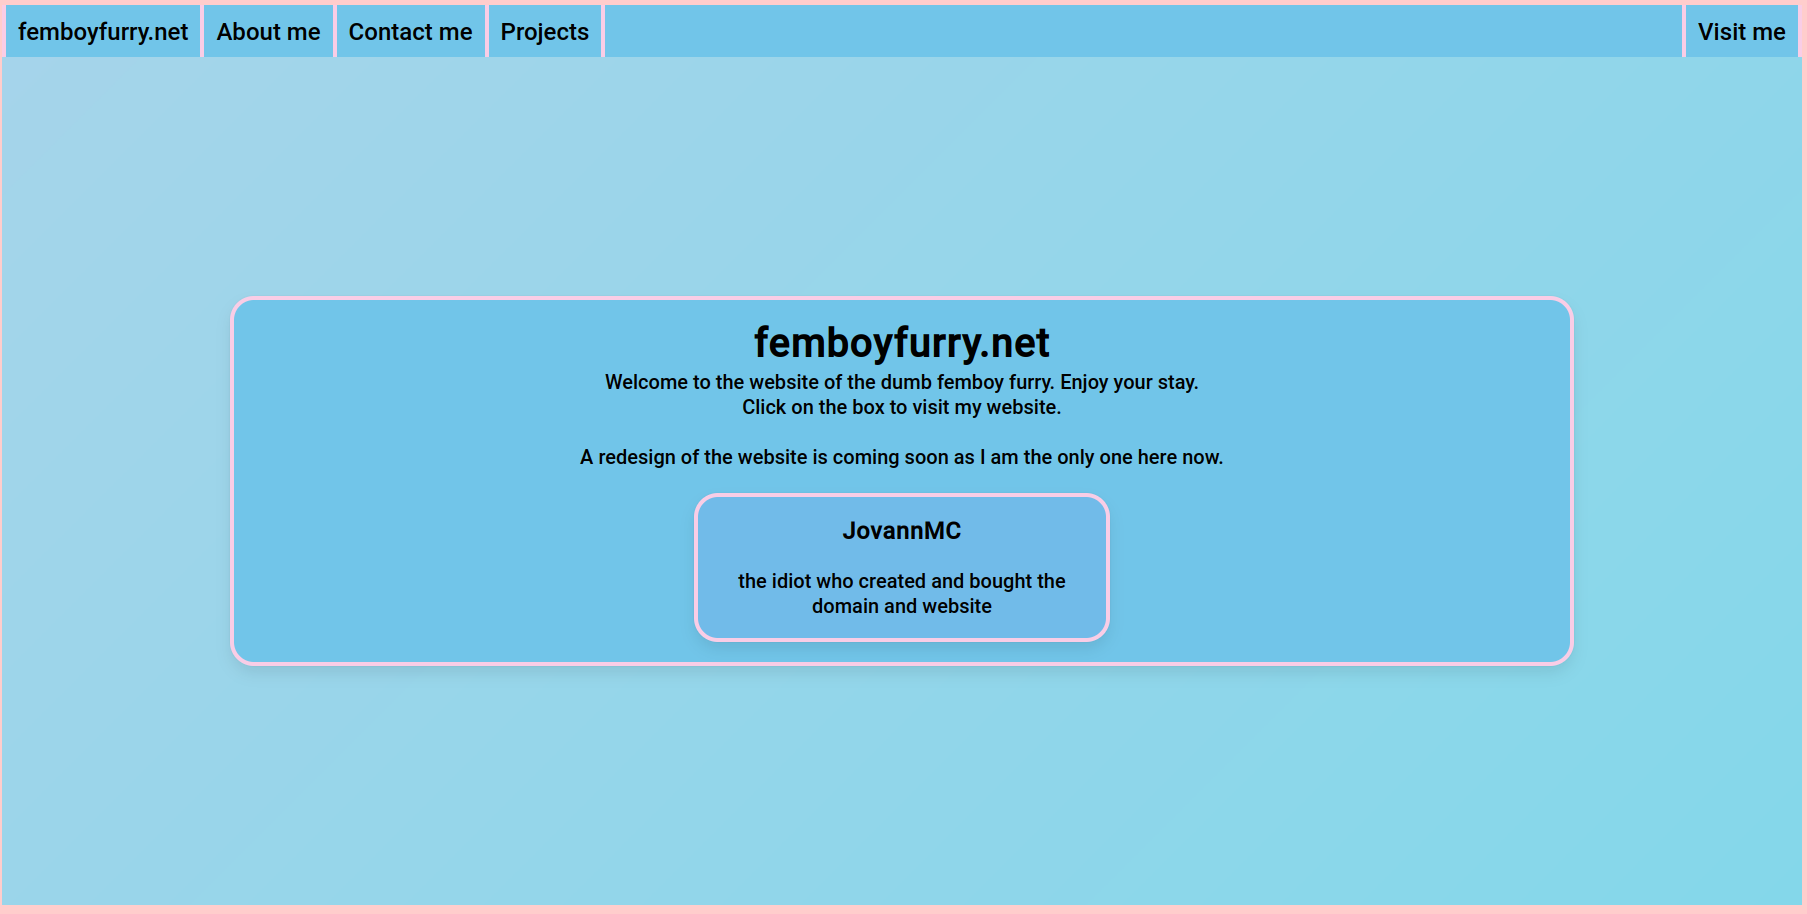 femboyfurry.net
About me
Contact me
Projects
Visit me
femboyfurry.net
Welcome to the website of the dumb femboy furry. Enjoy your stay.
Click on the box to visit my website.
A redesign of the website is coming soon as I am the only one here now.
JovannMC
the idiot who created and bought the
domain and website